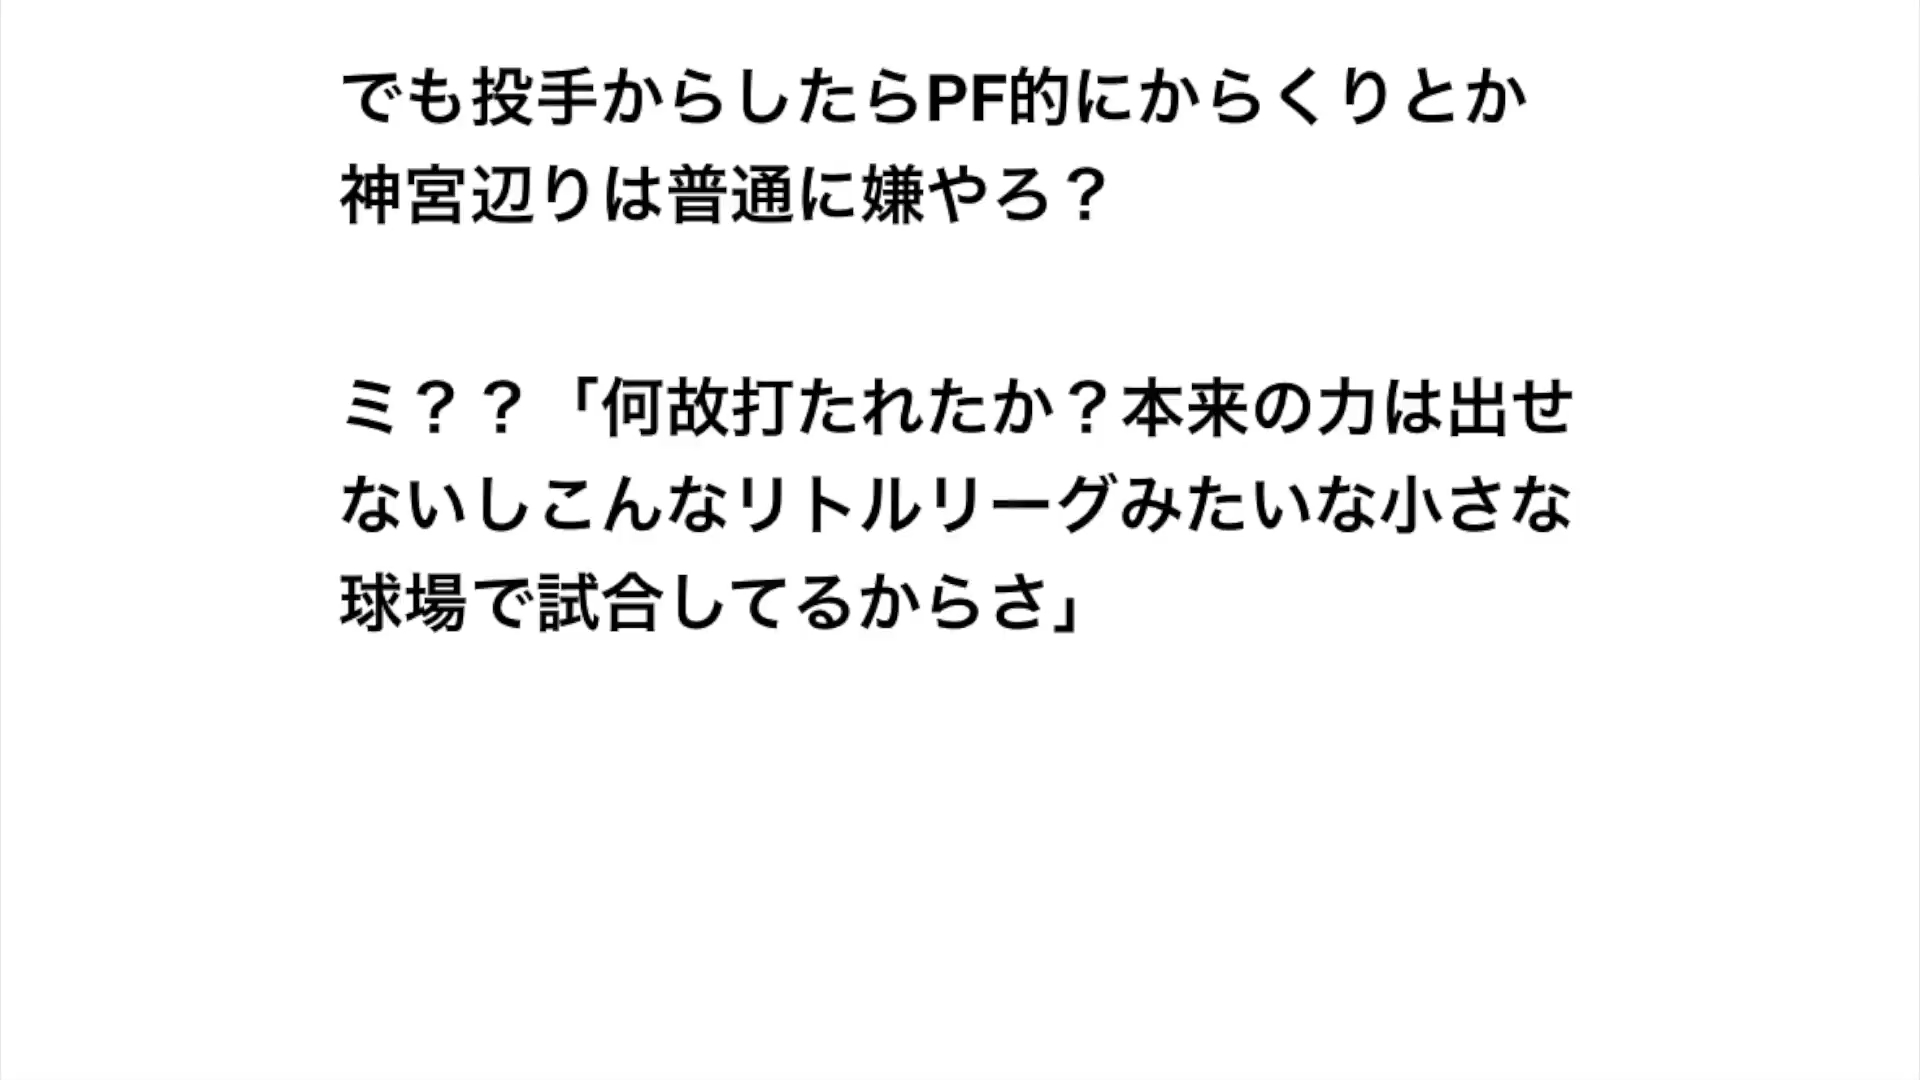 でも投手からしたらPF的にからくりとか
神宮辺りは普通に嫌やろ？
ミ？？「何故打たれたか？本来の力は出せ
ないしこんなリトルリーグみたいな小さな
球場で試合してるからさ」